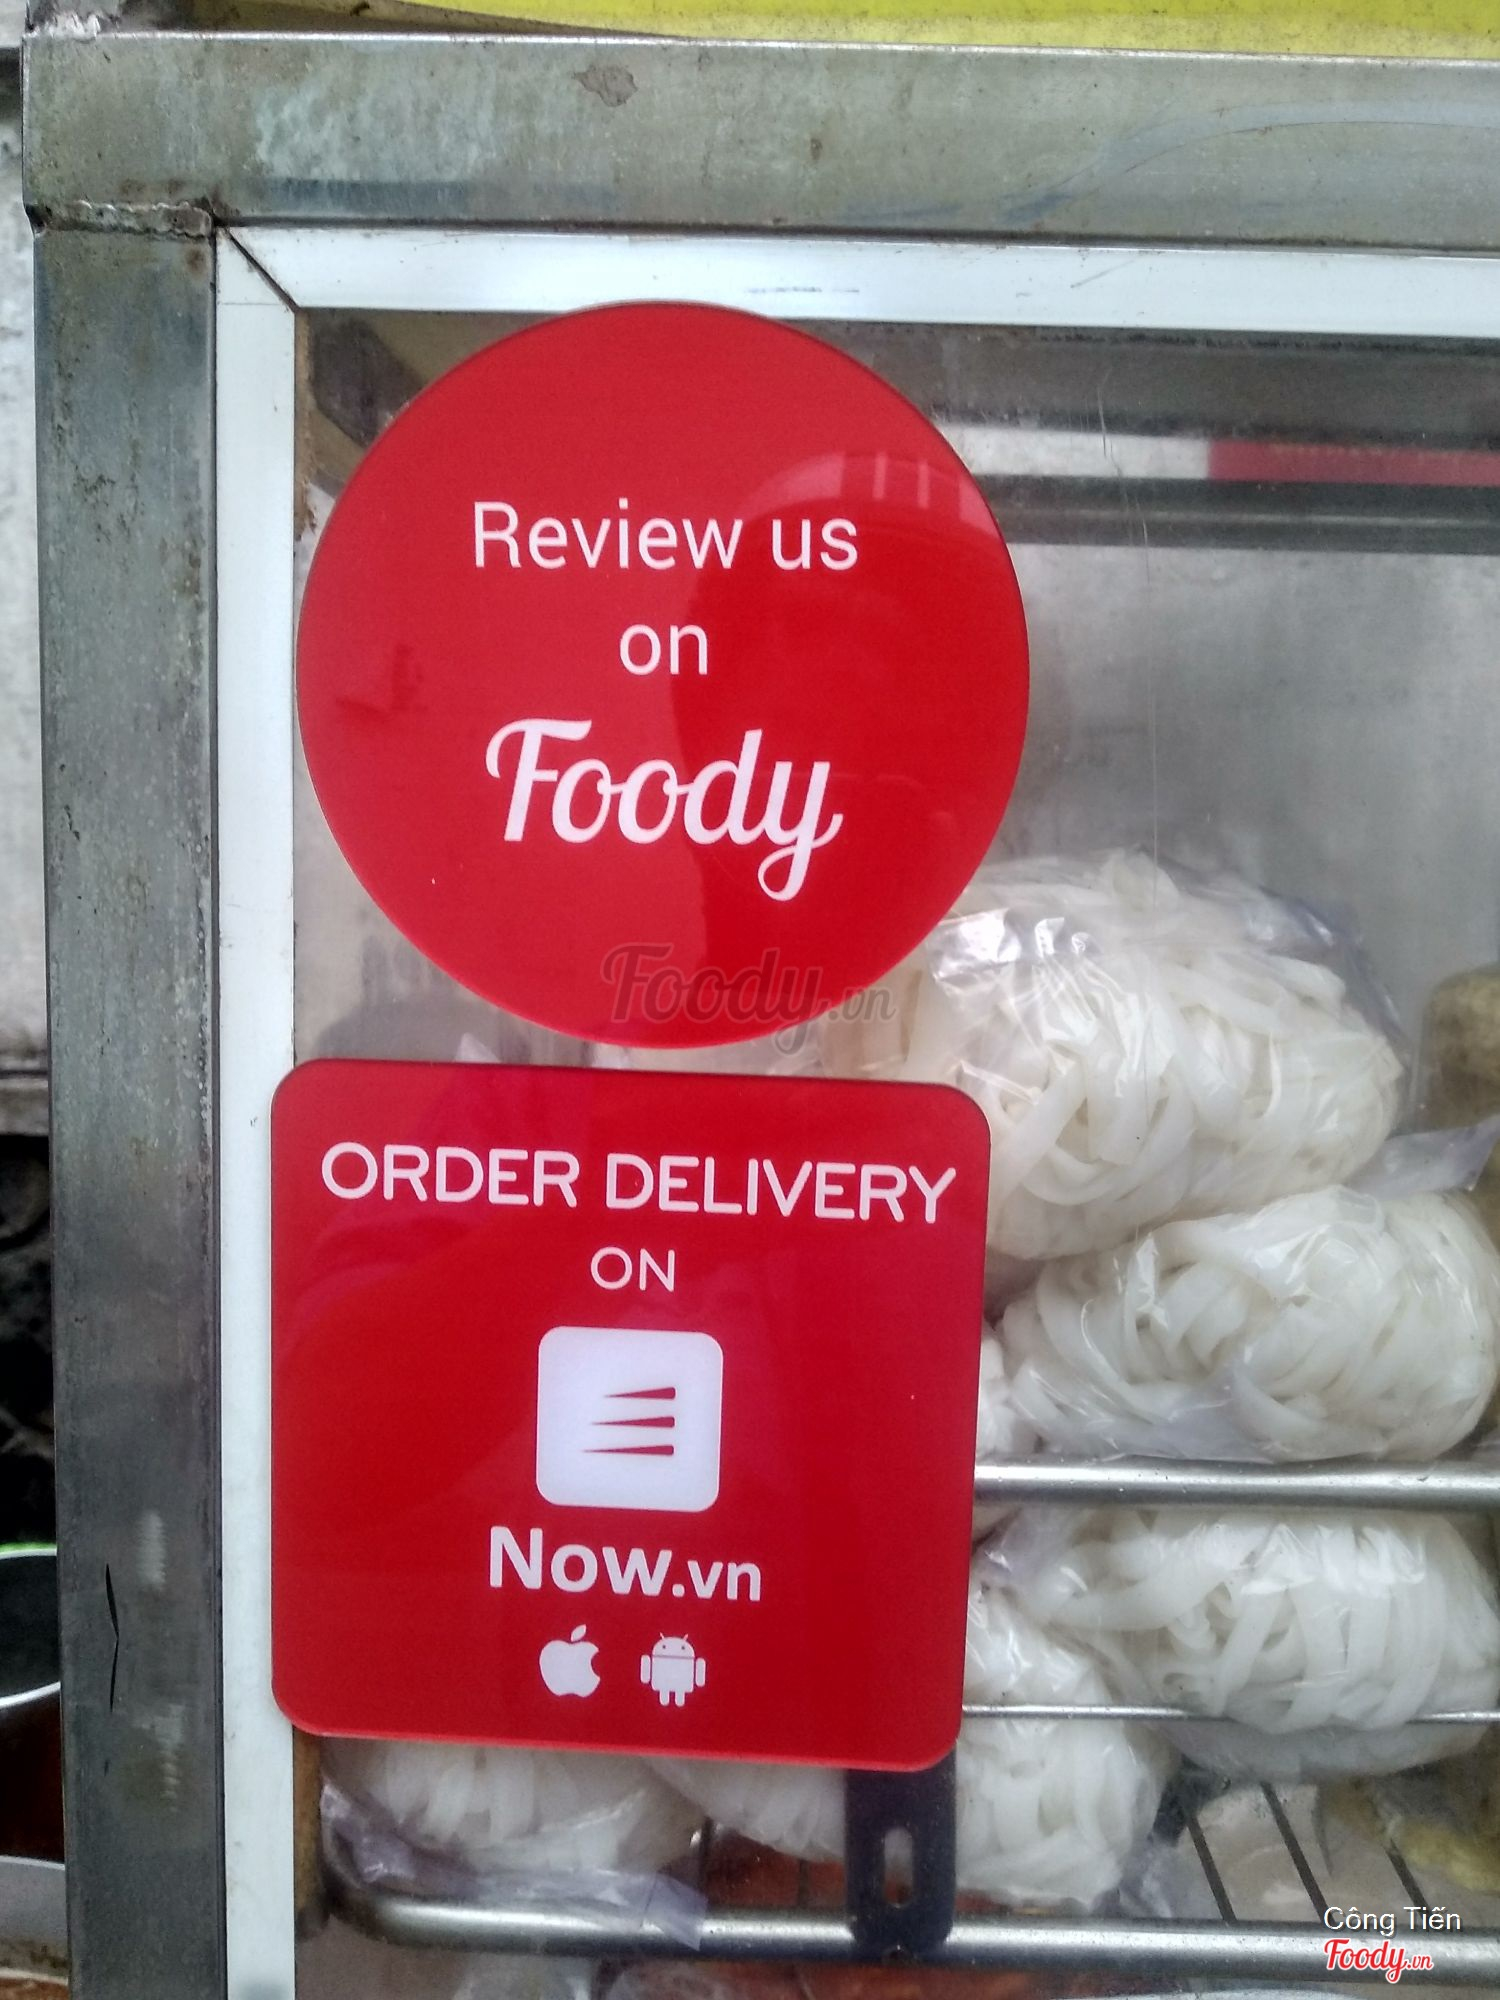 Review us
on
Foody
Foody.vn
ORDER DELIVERY
ON
Now.vn
Công Tiến
Foody.vn